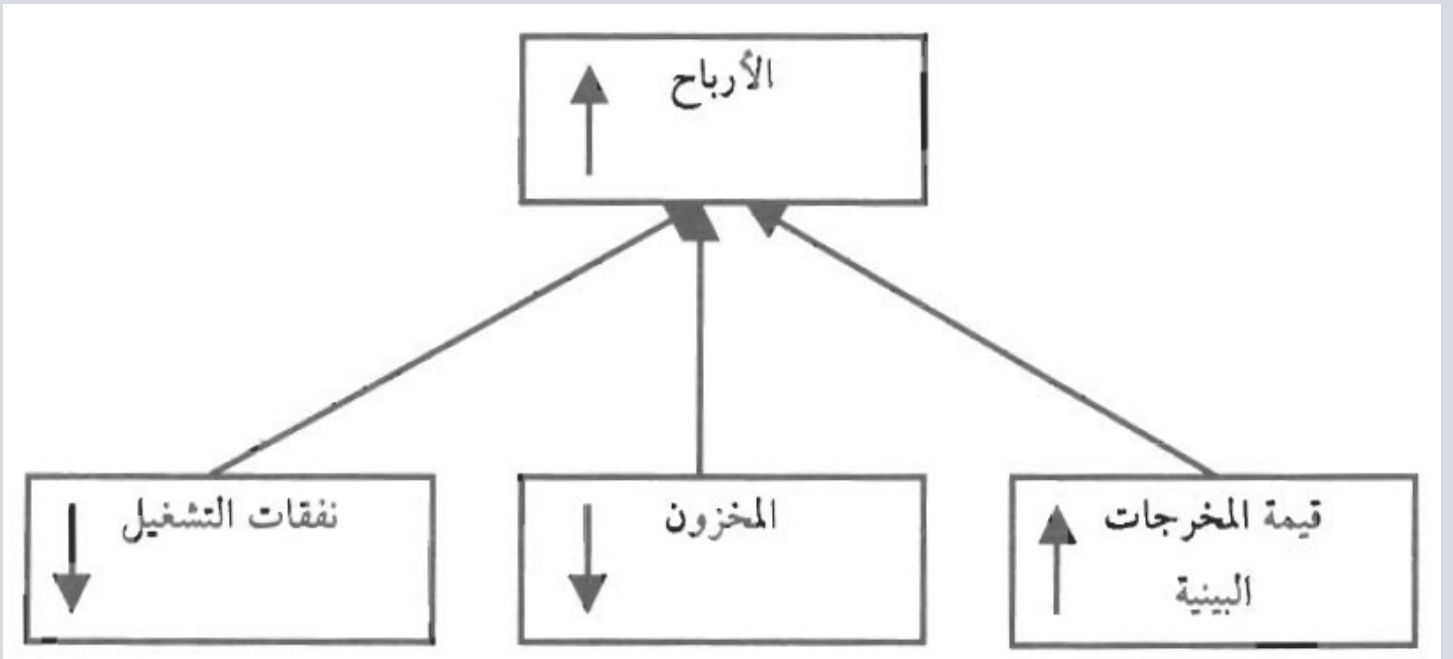 الأرباح
قيمة المخرجات
البينية
المخزون
نفقات التشغيل